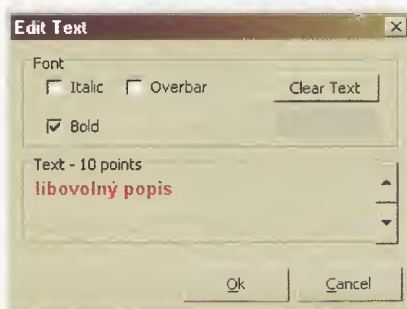 Edit Text
Font
Italic Overbar Clear Text
Bold
Text - 10 points
libovolný popis
Ok Cancel